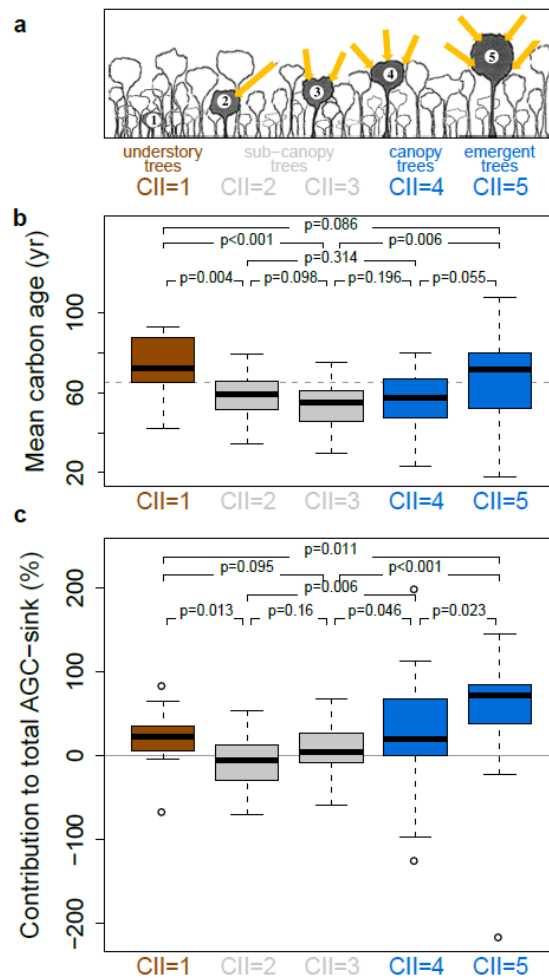 a
1 2 3 4 5
understory trees sub-canopy trees canopy trees emergent trees
CII=1 CII=2 CII=3 CII=4 CII=5
b
Mean carbon age (yr)
100
60
20
p=0.086
p<0.001 p=0.006
p=0.314
p=0.004 p=0.098 p=0.196 p=0.055
CII=1 CII=2 CII=3 CII=4 CII=5
c
Contribution to total AGC−sink (%)
200
100
0
−100
−200
p=0.011
p=0.095 p<0.001
p=0.006
p=0.013 p=0.16 p=0.046 p=0.023
CII=1 CII=2 CII=3 CII=4 CII=5